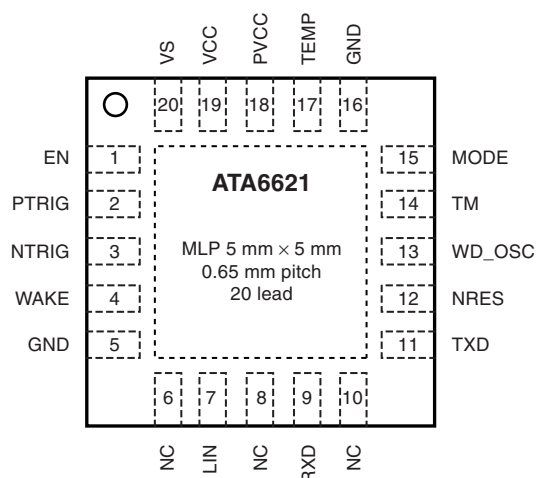 VS
VCC
PVCC
TEMP
GND
20
19
18
17
16
EN
1
ATA6621
15
MODE
PTRIG
2
14
TM
NTRIG
3
MLP 5 mm × 5 mm
0.65 mm pitch
20 lead
13
WD_OSC
WAKE
4
12
NRES
GND
5
11
TXD
6
7
8
9
10
NC
LIN
NC
RXD
NC